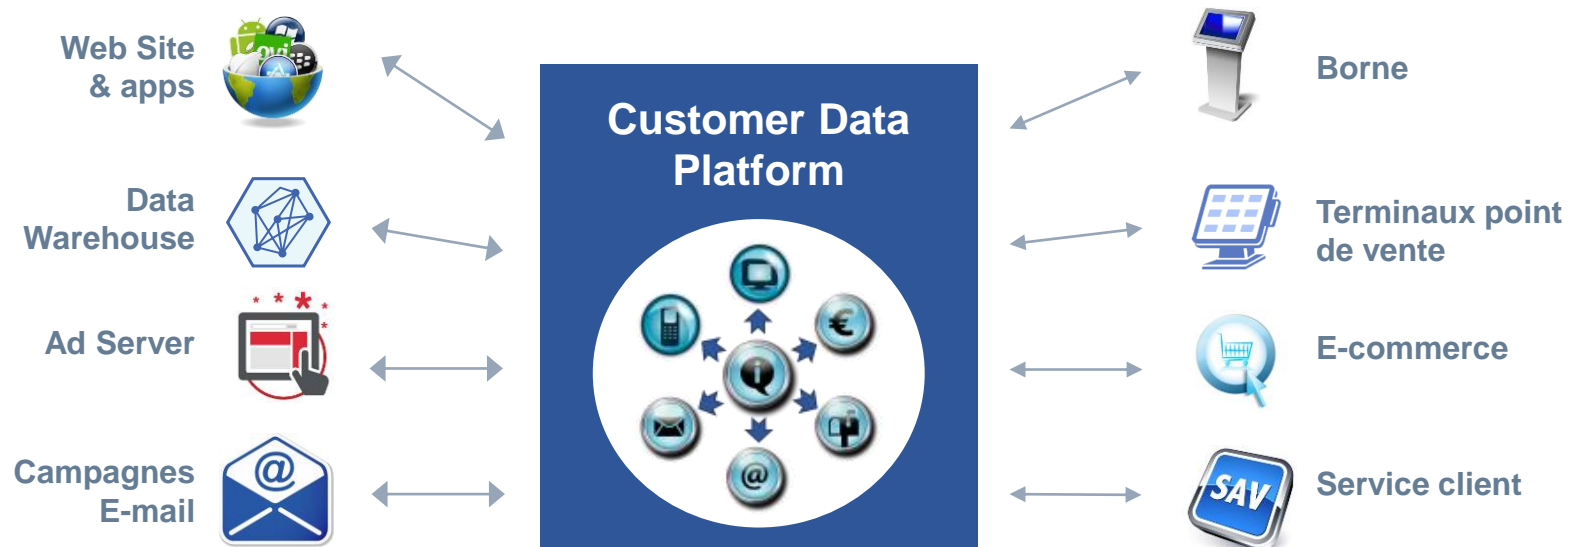 Web Site
& apps
ovi
Data
Warehouse
Ad Server
Campagnes
E-mail
@
Customer Data
Platform
€
i
@
Borne
Terminaux point
de vente
E-commerce
SAV
Service client